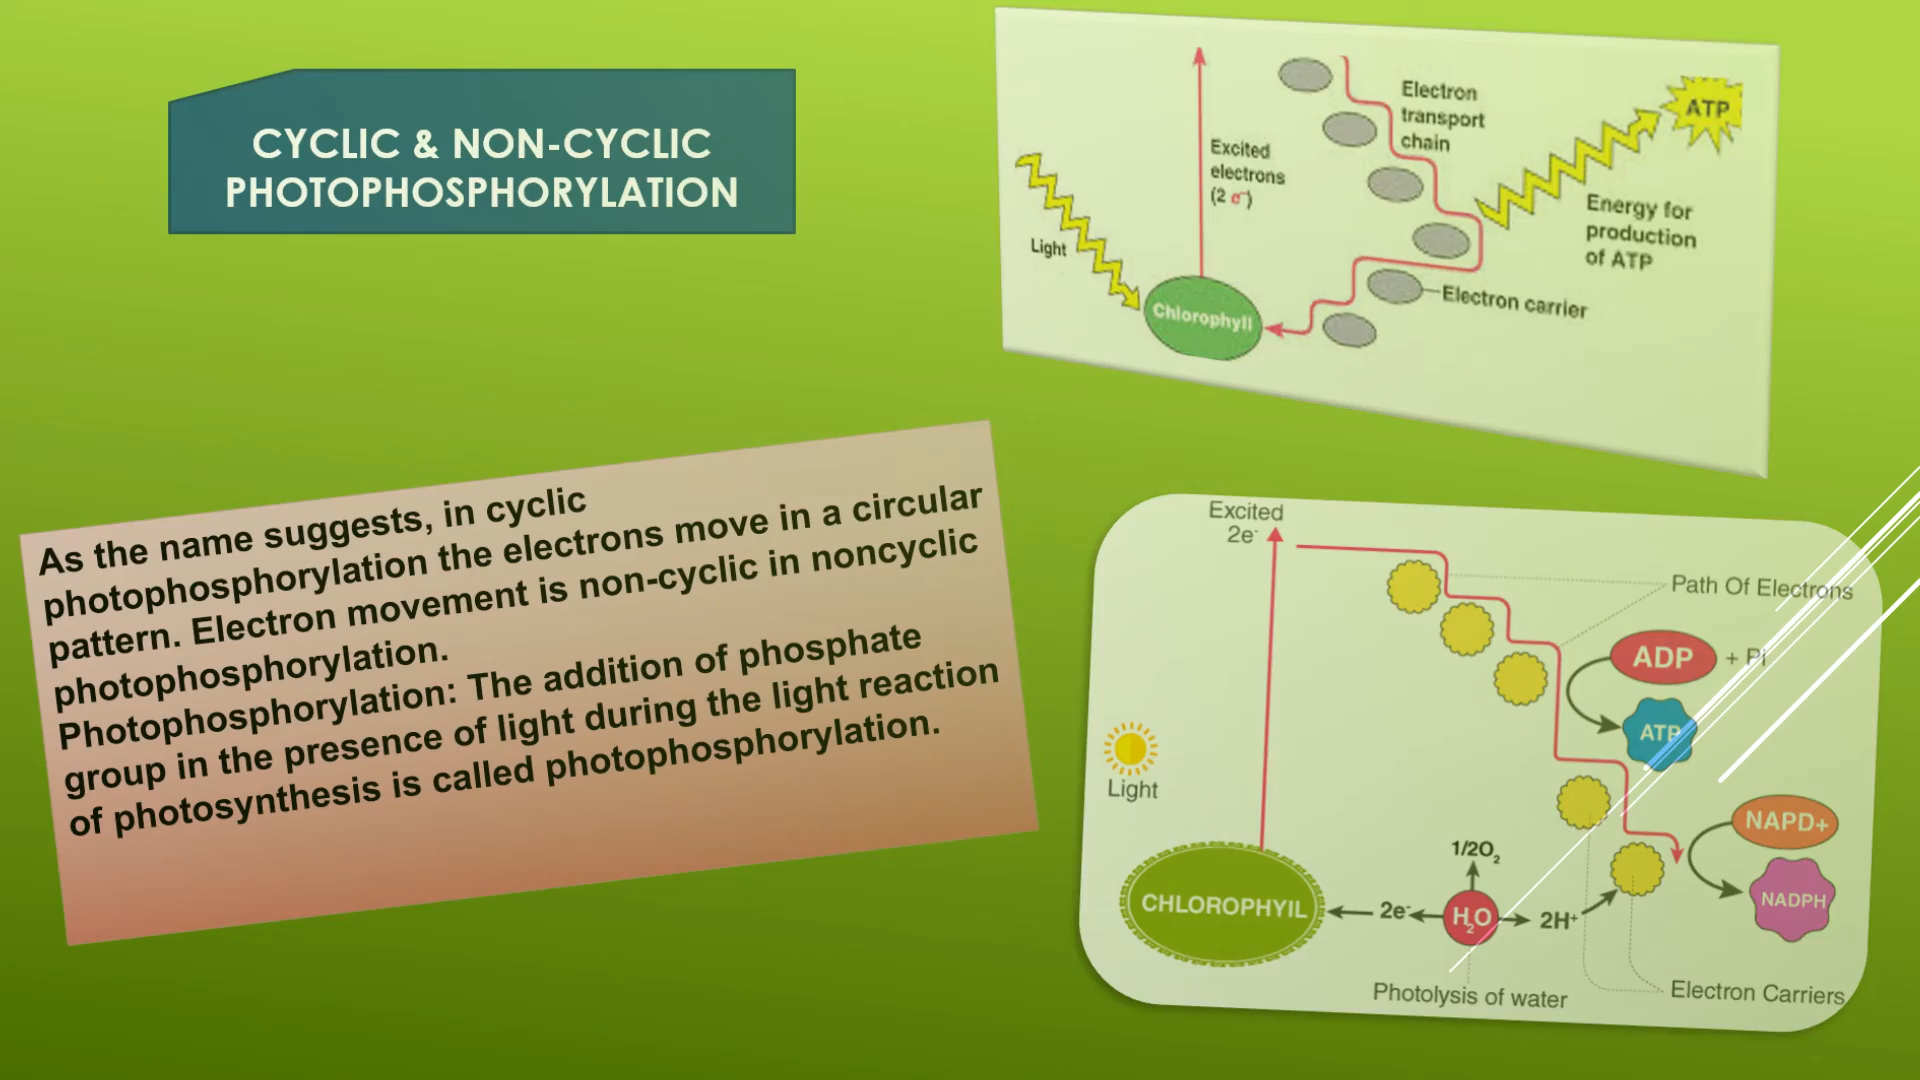 CYCLIC & NON-CYCLIC
PHOTOPHOSPHORYLATION
As the name suggests, in cyclic
photophosphorylation the electrons move in a circular
pattern. Electron movement is non-cyclic in noncyclic
photophosphorylation.
Photophosphorylation: The addition of phosphate
group in the presence of light during the light reaction
of photosynthesis is called photophosphorylation.
Electron
transport
chain
ATP
Excited
electrons
(2 e⁻)
Light
Energy for
production
of ATP
Chlorophyll
Electron carrier
Excited
2e⁻
Path Of Electrons
ADP + Pi
ATP
Light
NAPD+
NADPH
1/2O₂
CHLOROPHYIL
2e⁻
H₂O
2H⁺
Photolysis of water
Electron Carriers